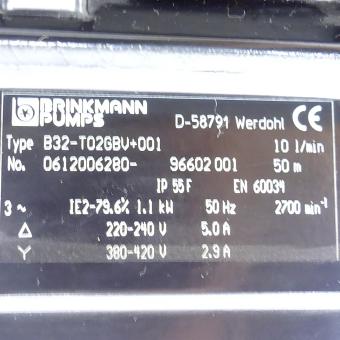 BRINKMANN
PUMPS D-58791 Werdohl CE
Type B32-T02GBV+001 10 l/min
No. 0612006280- 96602001 50 m
IP 55 F EN 60034
3 ~ IE2-79.6% 1.1 kW 50 Hz 2700 min⁻¹
Δ 220-240 V 5.0 A
Y 380-420 V 2.9 A